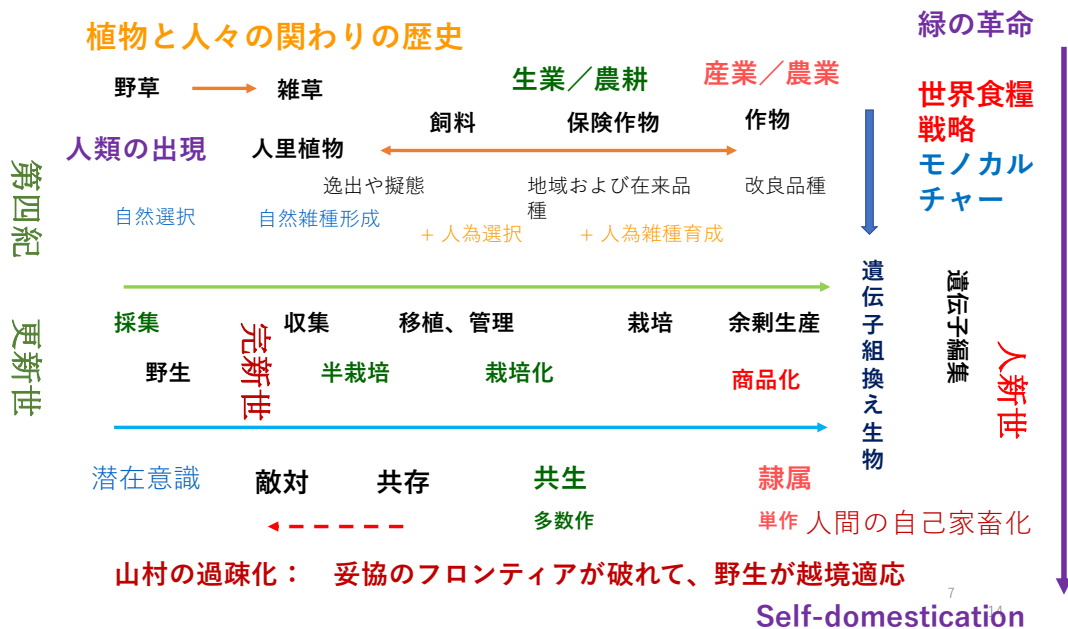 植物と人々の関わりの歴史
緑の革命
野草
雑草
生業／農耕
産業／農業
世界食糧
戦略
モノカル
チャー
飼料
保険作物
作物
人類の出現
人里植物
逸出や擬態
地域および在来品
種
改良品種
第四紀
自然選択
自然雑種形成
+ 人為選択
+ 人為雑種育成
遺伝子組換え生物
遺伝子編集
更新世
採集
完新世
収集
移植、管理
栽培
余剰生産
野生
半栽培
栽培化
商品化
人新世
潜在意識
敵対
共存
共生
隷属
多数作
単作
人間の自己家畜化
山村の過疎化：　妥協のフロンティアが破れて、野生が越境適応
7
14
Self-domestication